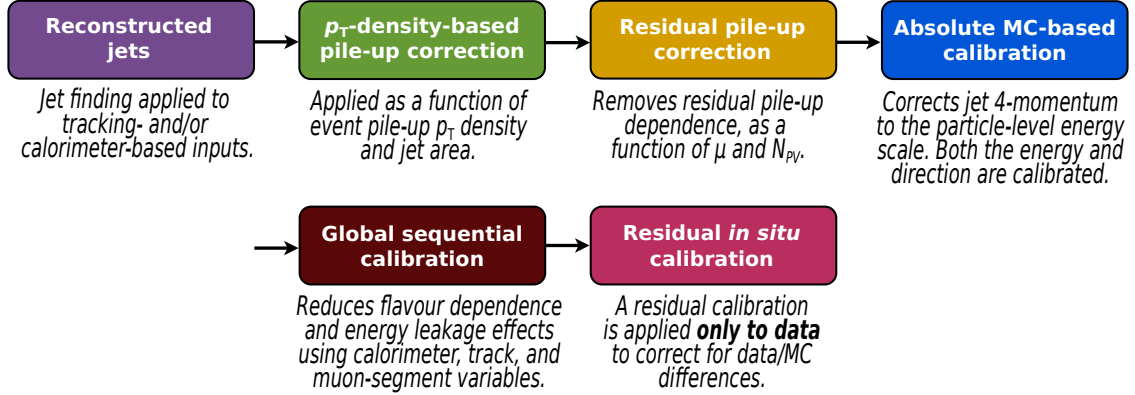 Reconstructed
jets
Jet finding applied to
tracking- and/or
calorimeter-based inputs.
pT-density-based
pile-up correction
Applied as a function of
event pile-up pT density
and jet area.
Residual pile-up
correction
Removes residual pile-up
dependence, as a
function of µ and NPV.
Absolute MC-based
calibration
Corrects jet 4-momentum
to the particle-level energy
scale. Both the energy and
direction are calibrated.
Global sequential
calibration
Reduces flavour dependence
and energy leakage effects
using calorimeter, track, and
muon-segment variables.
Residual in situ
calibration
A residual calibration
is applied only to data
to correct for data/MC
differences.